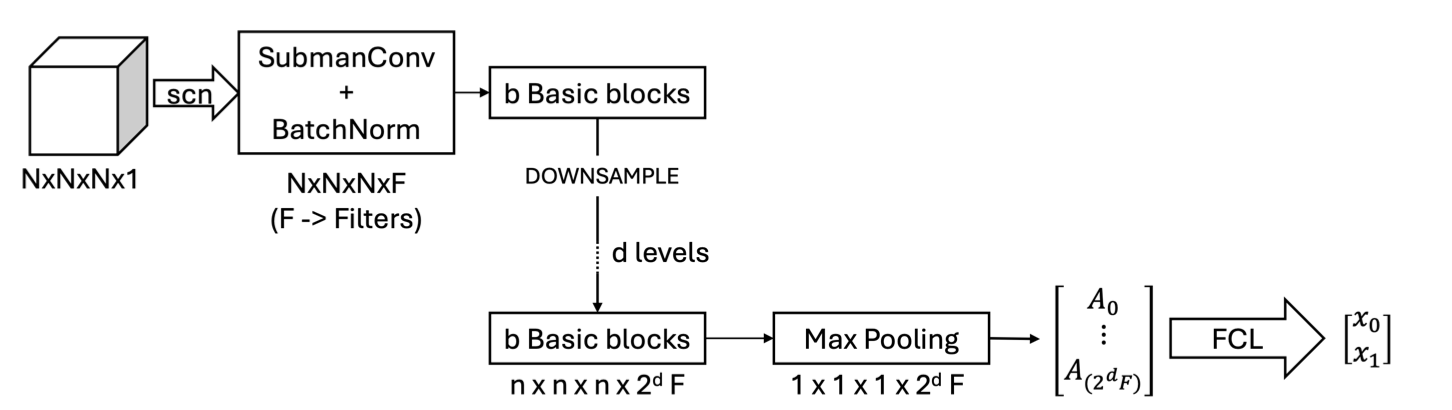 scn
SubmanConv
+
BatchNorm
NxNxNx1
NxNxNxF
(F -> Filters)
b Basic blocks
DOWNSAMPLE
d levels
b Basic blocks
n x n x n x 2ᵈ F
Max Pooling
1 x 1 x 1 x 2ᵈ F
A₀
⋮
A₍₂ᵈF₎
FCL
x₀
x₁